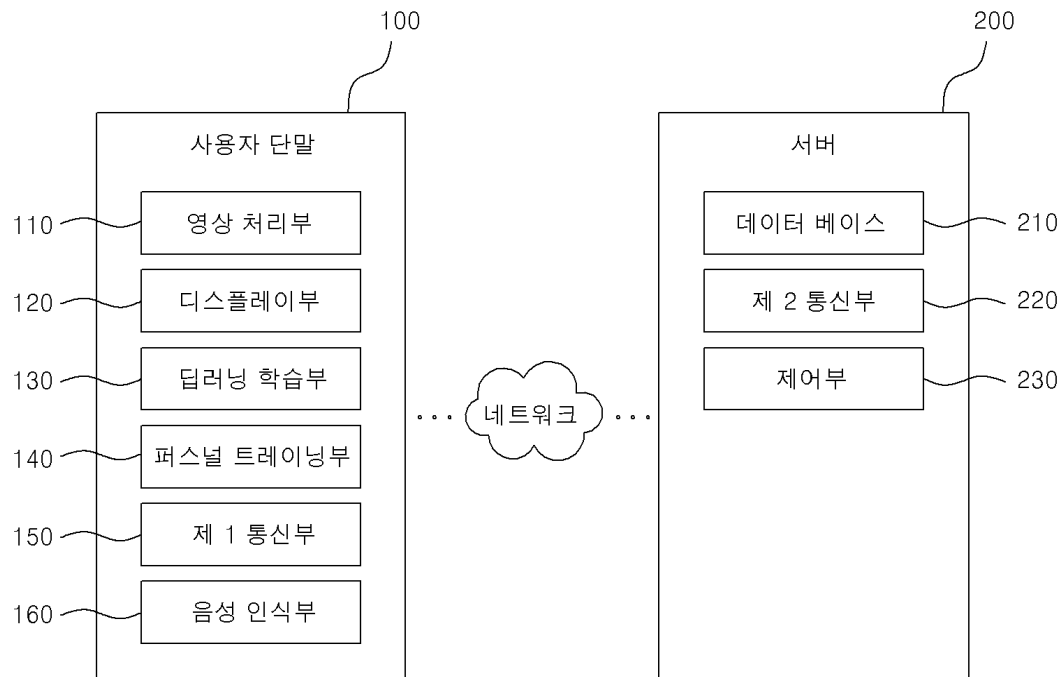 100
200
사용자 단말
서버
110
영상 처리부
데이터 베이스
210
120
디스플레이부
제 2 통신부
220
130
딥러닝 학습부
제어부
230
네트워크
140
퍼스널 트레이닝부
150
제 1 통신부
160
음성 인식부